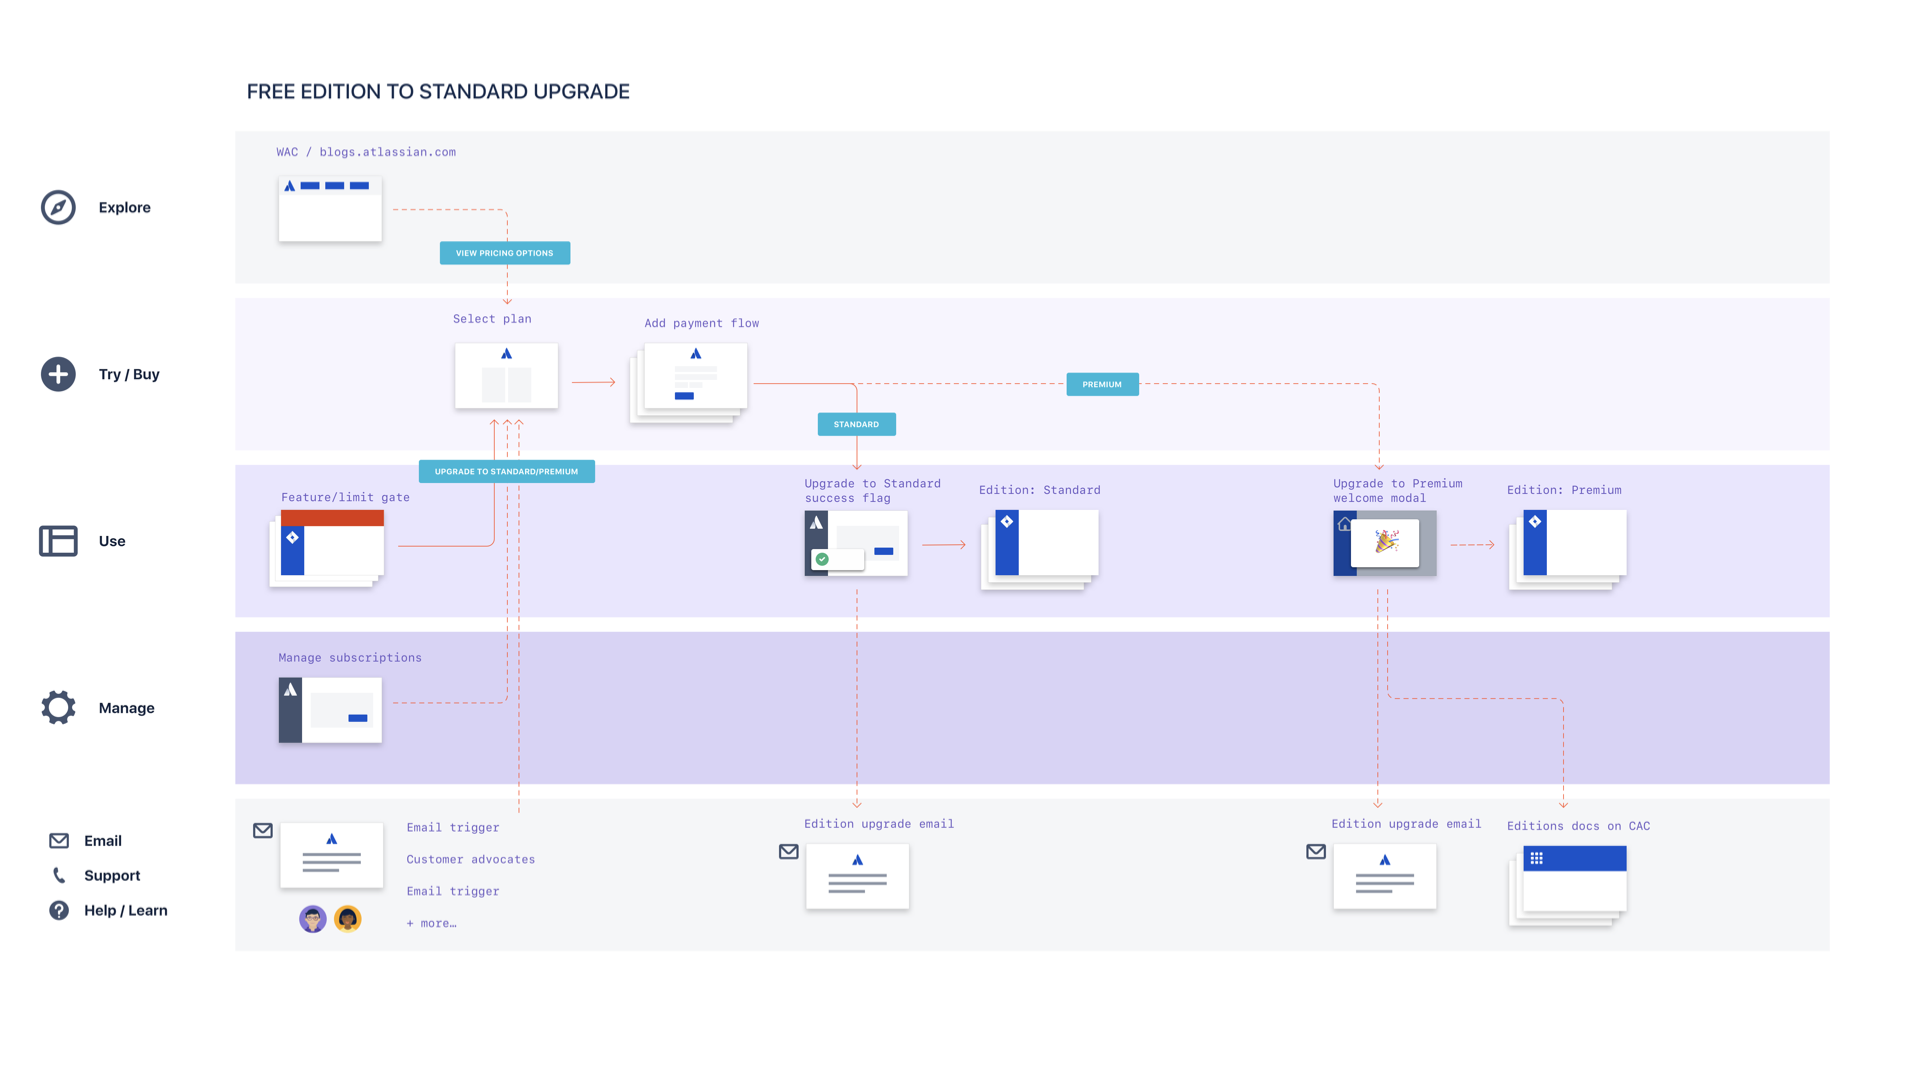 FREE EDITION TO STANDARD UPGRADE
WAC / blogs.atlassian.com
Explore
VIEW PRICING OPTIONS
Select plan
Add payment flow
Try / Buy
PREMIUM
STANDARD
UPGRADE TO STANDARD/PREMIUM
Feature/limit gate
Upgrade to Standard
success flag
Edition: Standard
Upgrade to Premium
welcome modal
Edition: Premium
Use
Manage subscriptions
Manage
Email
Support
Help / Learn
Email trigger
Customer advocates
Email trigger
+ more…
Edition upgrade email
Edition upgrade email
Editions docs on CAC